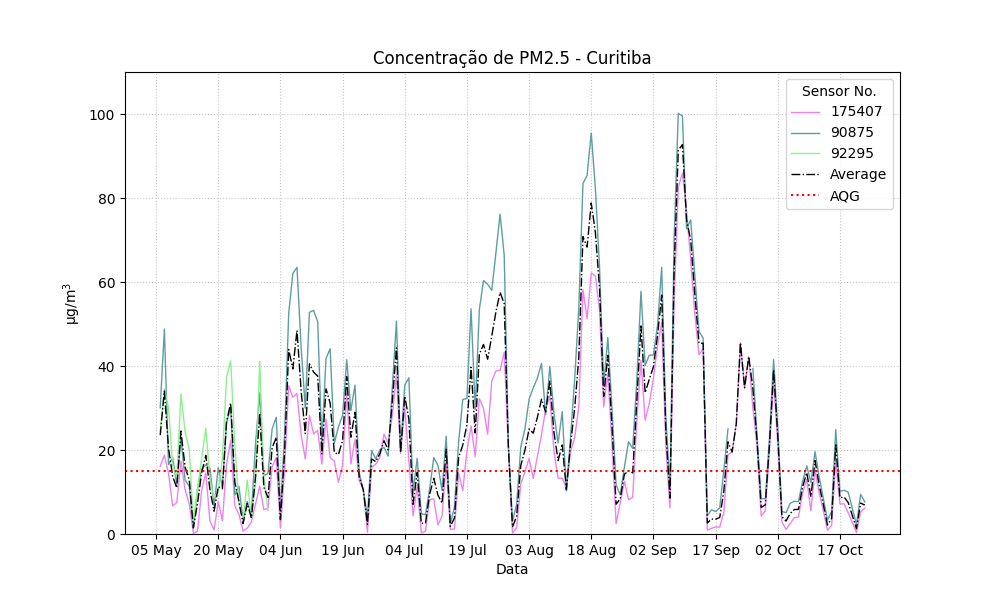 Concentração de PM2.5 - Curitiba
Sensor No.
175407
90875
92295
Average
AQG
100
80
60
40
20
0
µg/m³
05 May 20 May 04 Jun 19 Jun 04 Jul 19 Jul 03 Aug 18 Aug 02 Sep 17 Sep 02 Oct 17 Oct
Data